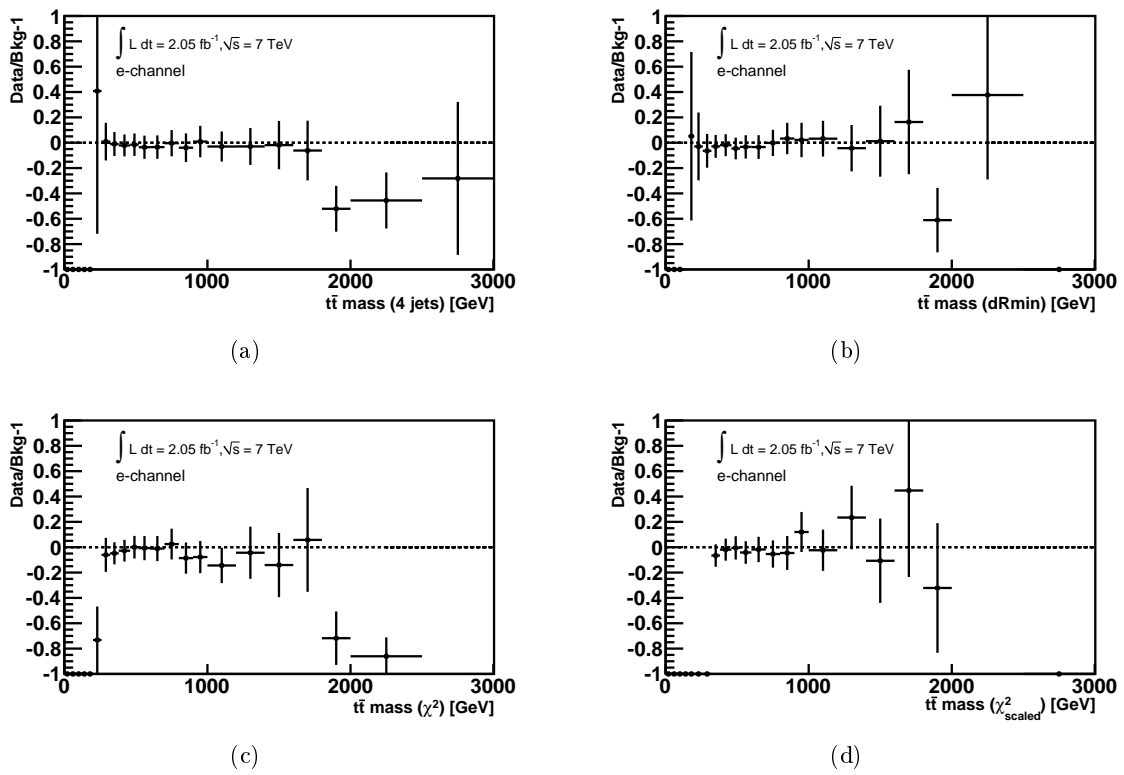 Data/Bkg-1
1
0.8
0.6
0.4
0.2
0
-0.2
-0.4
-0.6
-0.8
-1
∫ L dt = 2.05 fb⁻¹,√s = 7 TeV
e-channel
0 1000 2000 3000
tt̄ mass (4 jets) [GeV]
(a)
Data/Bkg-1
1
0.8
0.6
0.4
0.2
0
-0.2
-0.4
-0.6
-0.8
-1
∫ L dt = 2.05 fb⁻¹,√s = 7 TeV
e-channel
0 1000 2000 3000
tt̄ mass (dRmin) [GeV]
(b)
Data/Bkg-1
1
0.8
0.6
0.4
0.2
0
-0.2
-0.4
-0.6
-0.8
-1
∫ L dt = 2.05 fb⁻¹,√s = 7 TeV
e-channel
0 1000 2000 3000
tt̄ mass (χ²) [GeV]
(c)
Data/Bkg-1
1
0.8
0.6
0.4
0.2
0
-0.2
-0.4
-0.6
-0.8
-1
∫ L dt = 2.05 fb⁻¹,√s = 7 TeV
e-channel
0 1000 2000 3000
tt̄ mass (χ²scaled) [GeV]
(d)